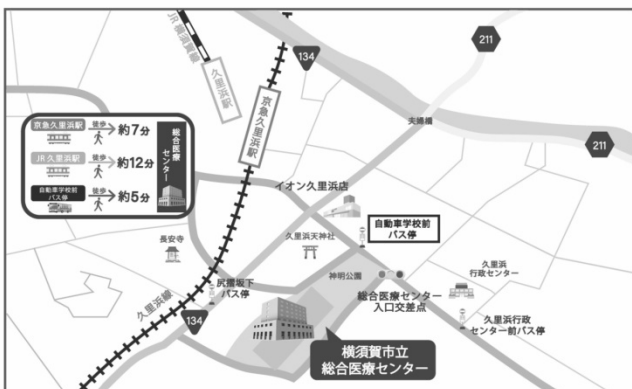 JR 横須賀線
久里浜駅
134
211
京急久里浜駅
夫婦橋
211
京急久里浜駅
徒歩
約7分
JR 久里浜駅
徒歩
約12分
自動車学校前
バス停
徒歩
約5分
総合医療
センター
イオン久里浜店
自動車学校前
バス停
長安寺
久里浜天神社
神明公園
久里浜
行政センター
尻摺坂下
バス停
総合医療センター
入口交差点
久里浜線
134
久里浜行政
センター前バス停
横須賀市立
総合医療センター